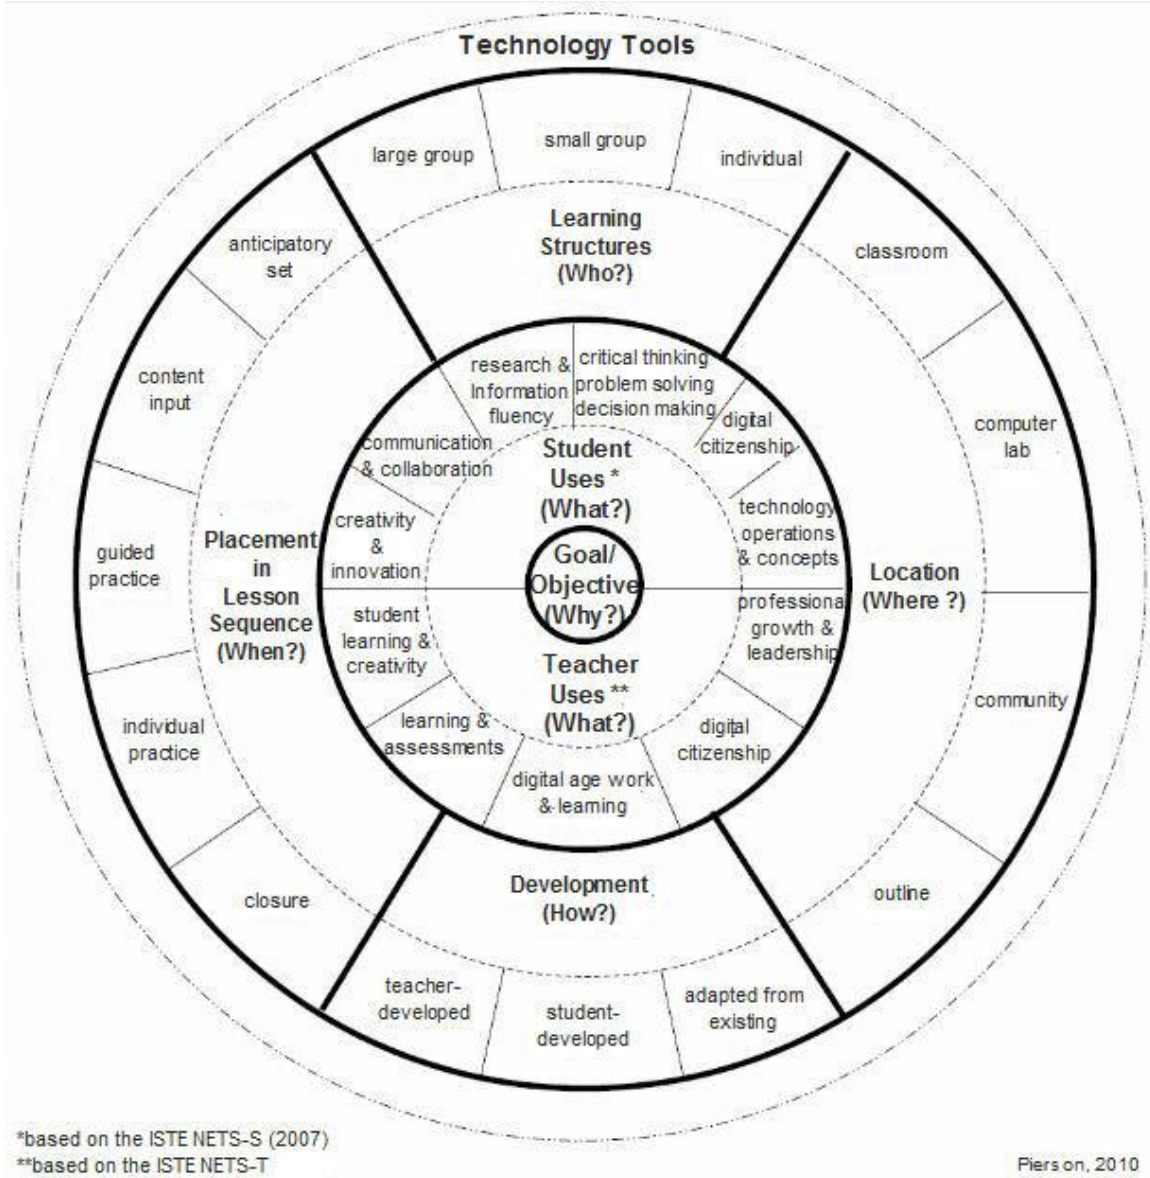 Technology Tools
large group
small group
individual
Learning
Structures
(Who?)
anticipatory
set
content
input
guided
practice
individual
practice
closure
Placement
in
Lesson
Sequence
(When?)
classroom
computer
lab
community
outline
Location
(Where ?)
research &
Information
fluency
critical thinking
problem solving
decision making
digital
citizenship
communication
& collaboration
creativity
&
innovation
technology
operations
& concepts
Student
Uses *
(What?)
Goal/
Objective
(Why?)
Teacher
Uses **
(What?)
student
learning &
creativity
learning &
assessments
digital age work
& learning
digital
citizenship
professional
growth &
leadership
Development
(How?)
teacher-
developed
student-
developed
adapted from
existing
*based on the ISTE NETS-S (2007)
**based on the ISTE NETS-T
Pierson, 2010